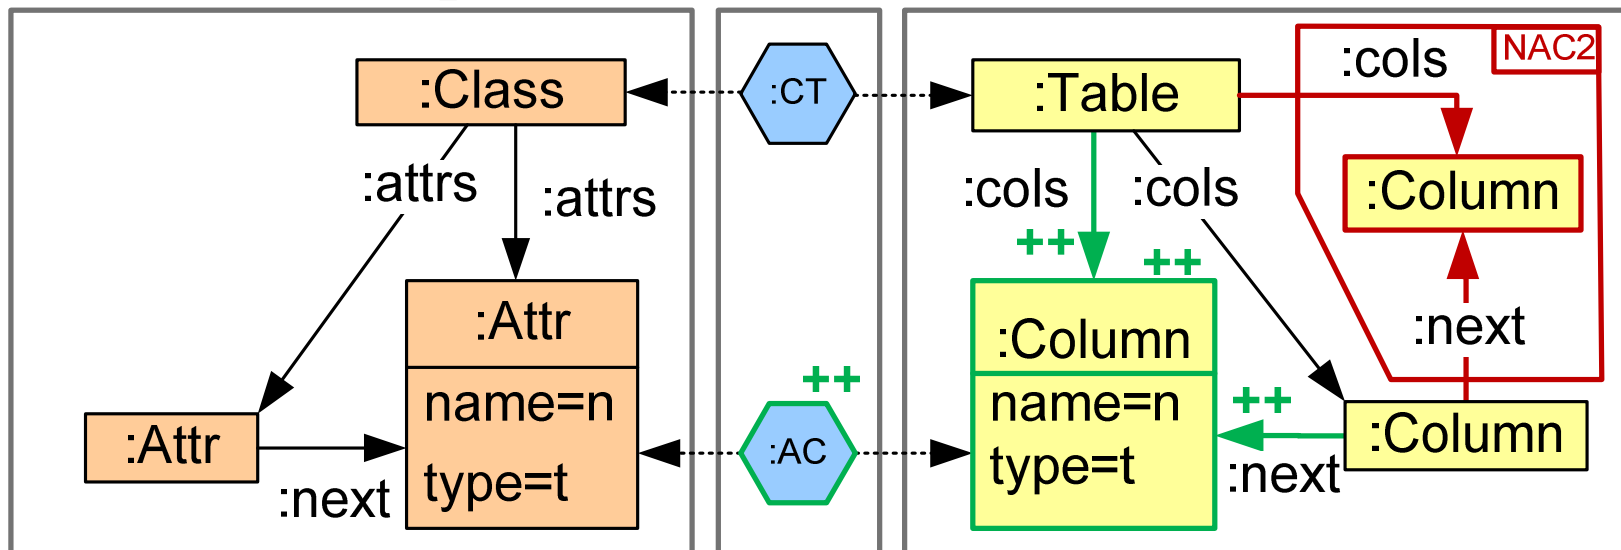 NAC2
:cols
:Class
:CT
:Table
:attrs
:attrs
:cols
:cols
:Column
++
++
:Attr
:Column
:next
++
name=n
type=t
name=n
type=t
++
:Attr
:AC
:Column
:next
:next